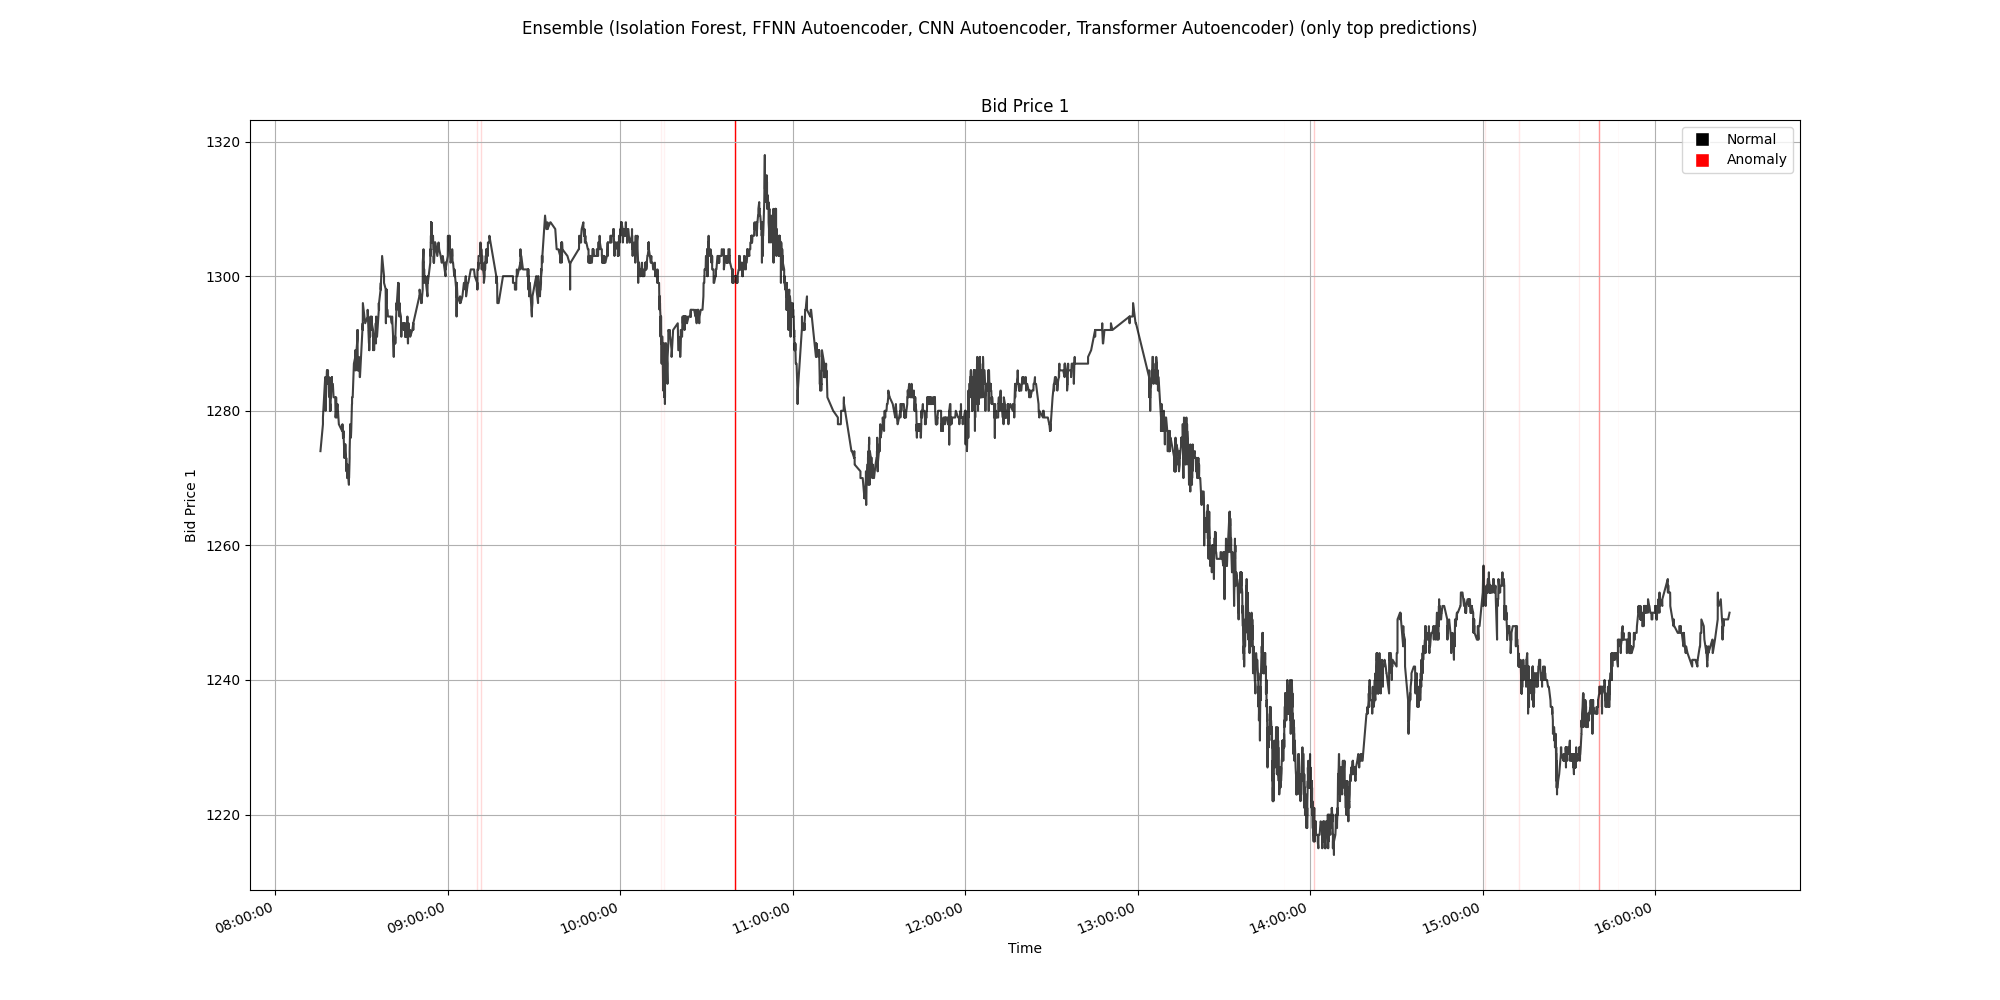 Ensemble (Isolation Forest, FFNN Autoencoder, CNN Autoencoder, Transformer Autoencoder) (only top predictions)
Bid Price 1
Normal
Anomaly
1320
1300
1280
1260
1240
1220
Bid Price 1
08:00:00
09:00:00
10:00:00
11:00:00
12:00:00
13:00:00
14:00:00
15:00:00
16:00:00
Time